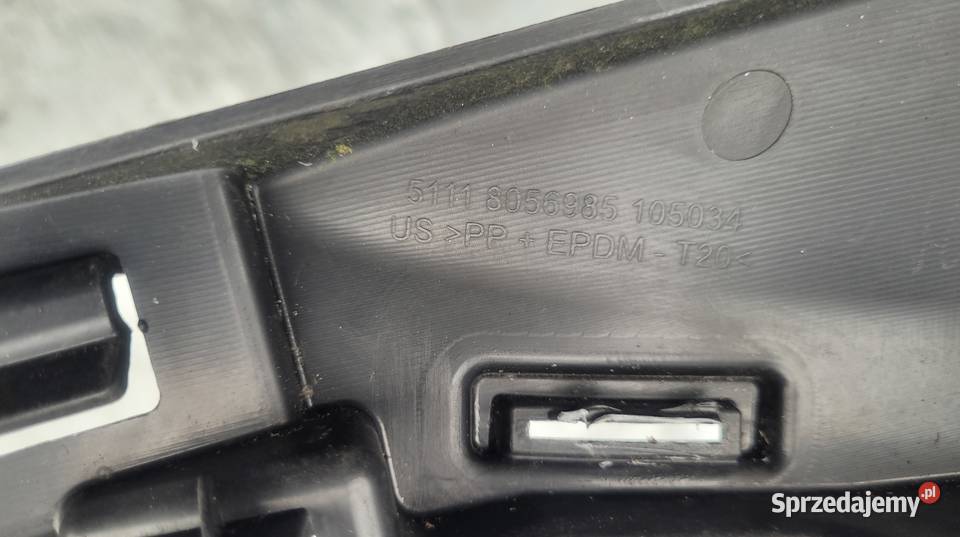 5111 8056985 105034
US >PP + EPDM - T20<
Sprzedajemy.pl